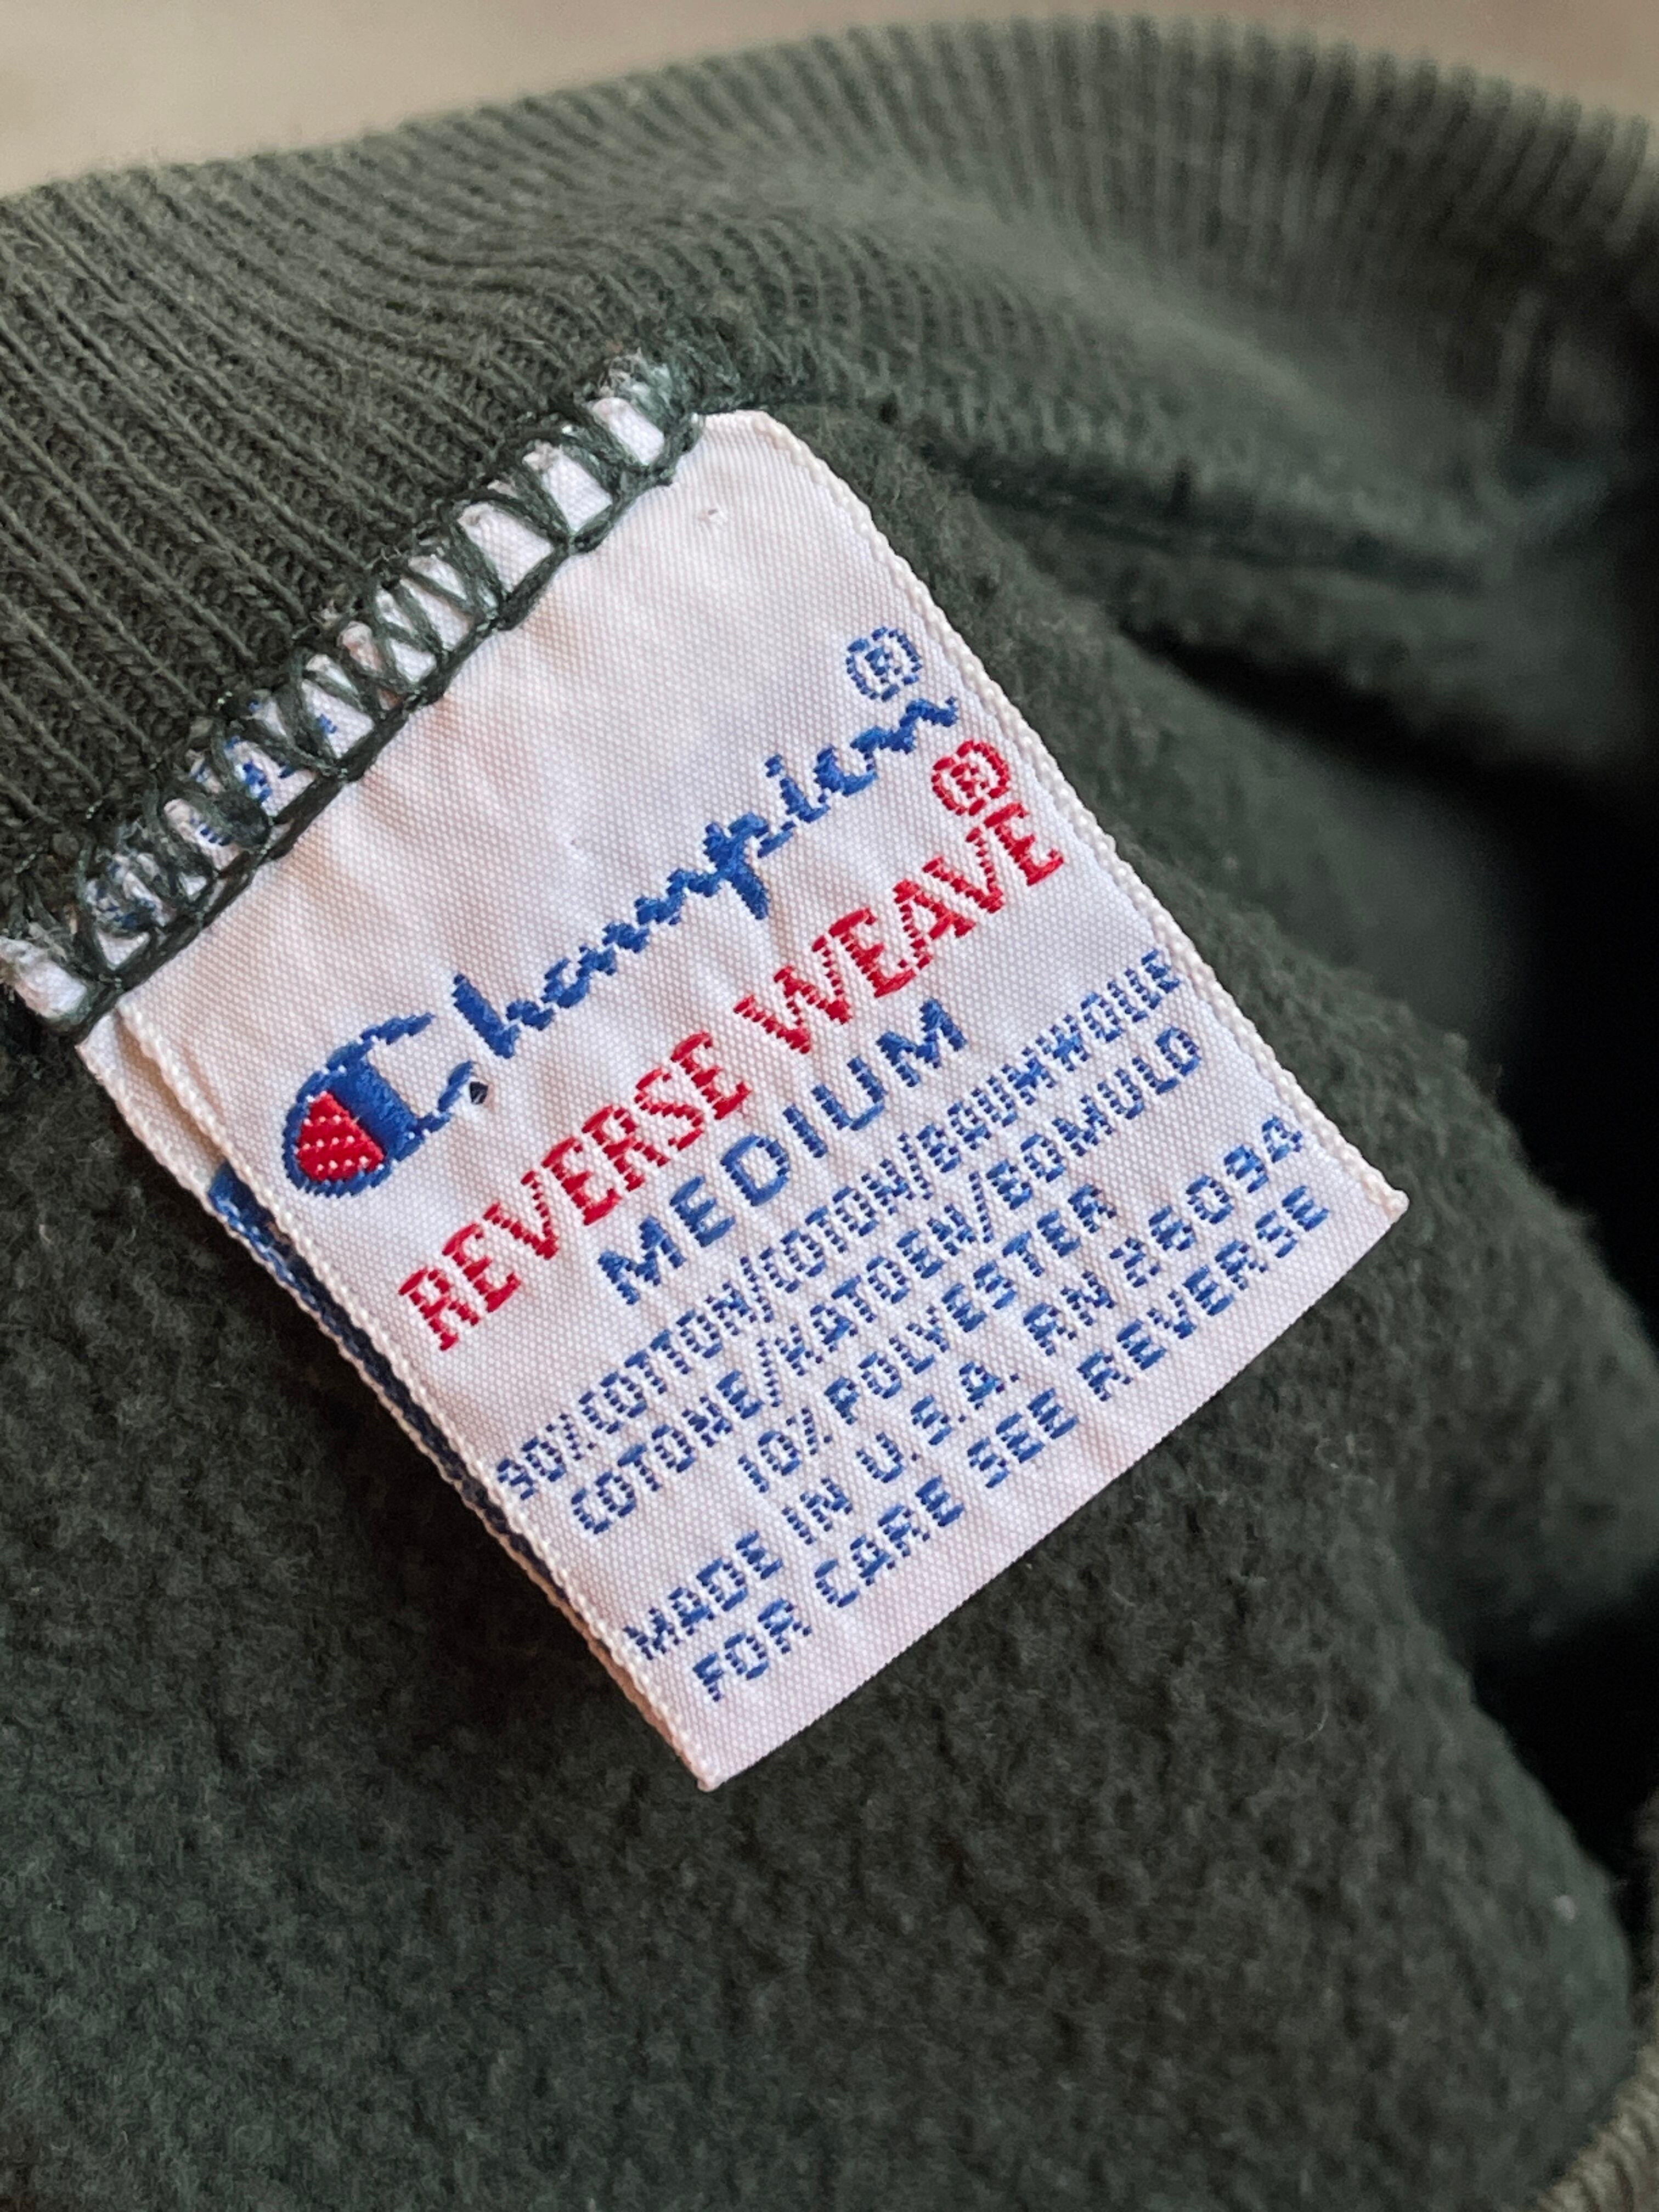 Champion®
REVERSE WEAVE®
MEDIUM
90%COTTON/COTON/BAUMWOLLE
COTONE/KATOEN/BOMULD
10%POLYESTER
MADE IN U.S.A. RN 26094
FOR CARE SEE REVERSE